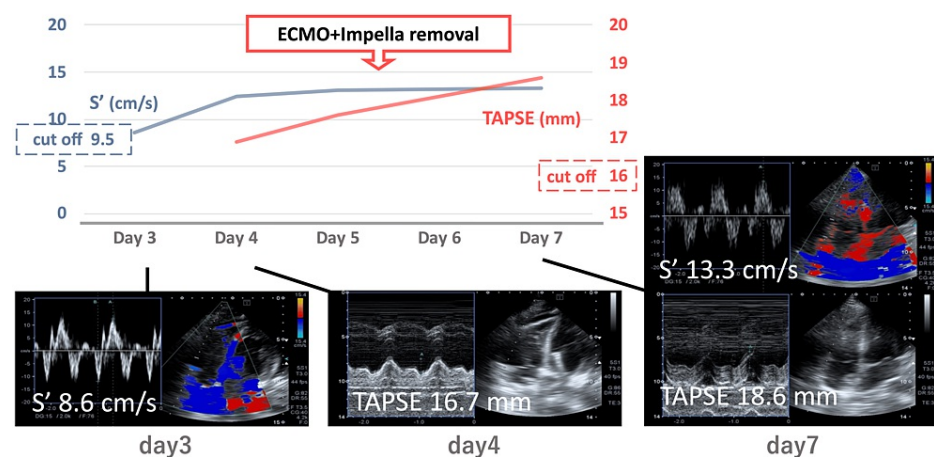 20
15
10
5
0
S' (cm/s)
cut off 9.5
ECMO+Impella removal
TAPSE (mm)
20
19
18
17
16
15
cut off
Day 3
Day 4
Day 5
Day 6
Day 7
S' 8.6 cm/s
day3
TAPSE 16.7 mm
day4
S' 13.3 cm/s
TAPSE 18.6 mm
day7